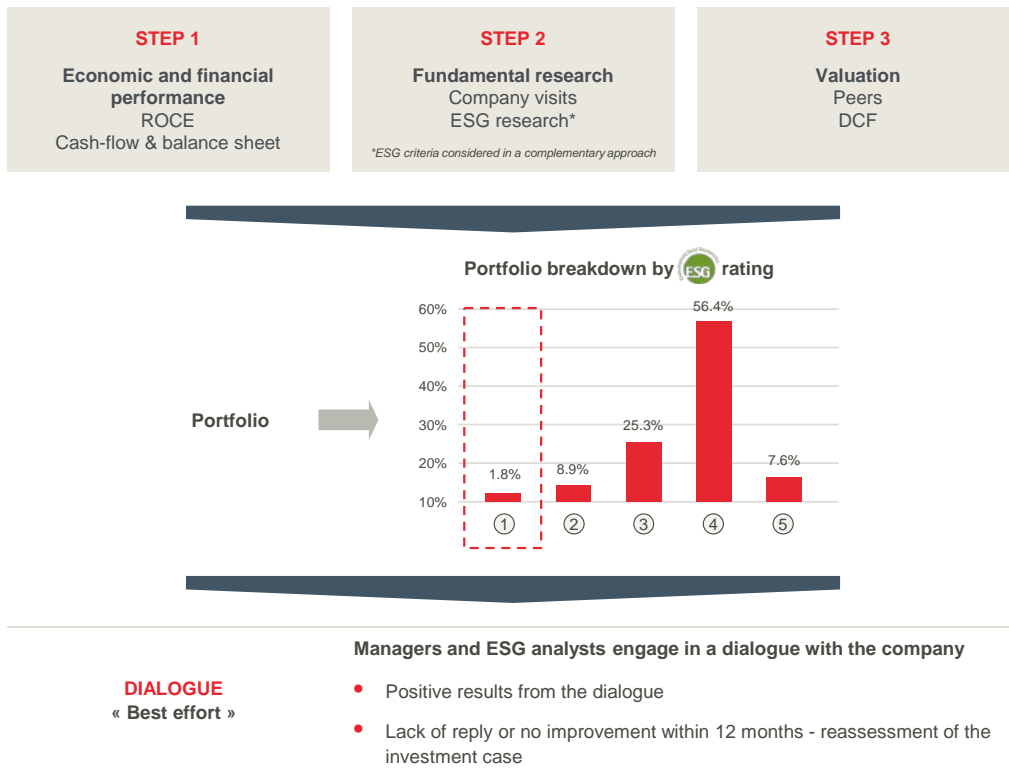 STEP 1
Economic and financial
performance
ROCE
Cash-flow & balance sheet
STEP 2
Fundamental research
Company visits
ESG research*
*ESG criteria considered in a complementary approach
STEP 3
Valuation
Peers
DCF
Portfolio breakdown by ESG rating
60%
50%
40%
30%
20%
10%
1.8%
8.9%
25.3%
56.4%
7.6%
1
2
3
4
5
Portfolio
Managers and ESG analysts engage in a dialogue with the company
DIALOGUE
« Best effort »
• Positive results from the dialogue
• Lack of reply or no improvement within 12 months - reassessment of the
investment case